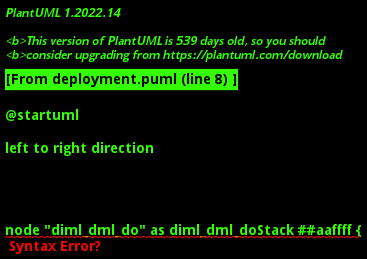 PlantUML 1.2022.14
<b>This version of PlantUML is 539 days old, so you should
<b>consider upgrading from https://plantuml.com/download
[From deployment.puml (line 8) ]
@startuml
left to right direction
node "diml_dml_do" as diml_dml_doStack ##aaffff {
Syntax Error?